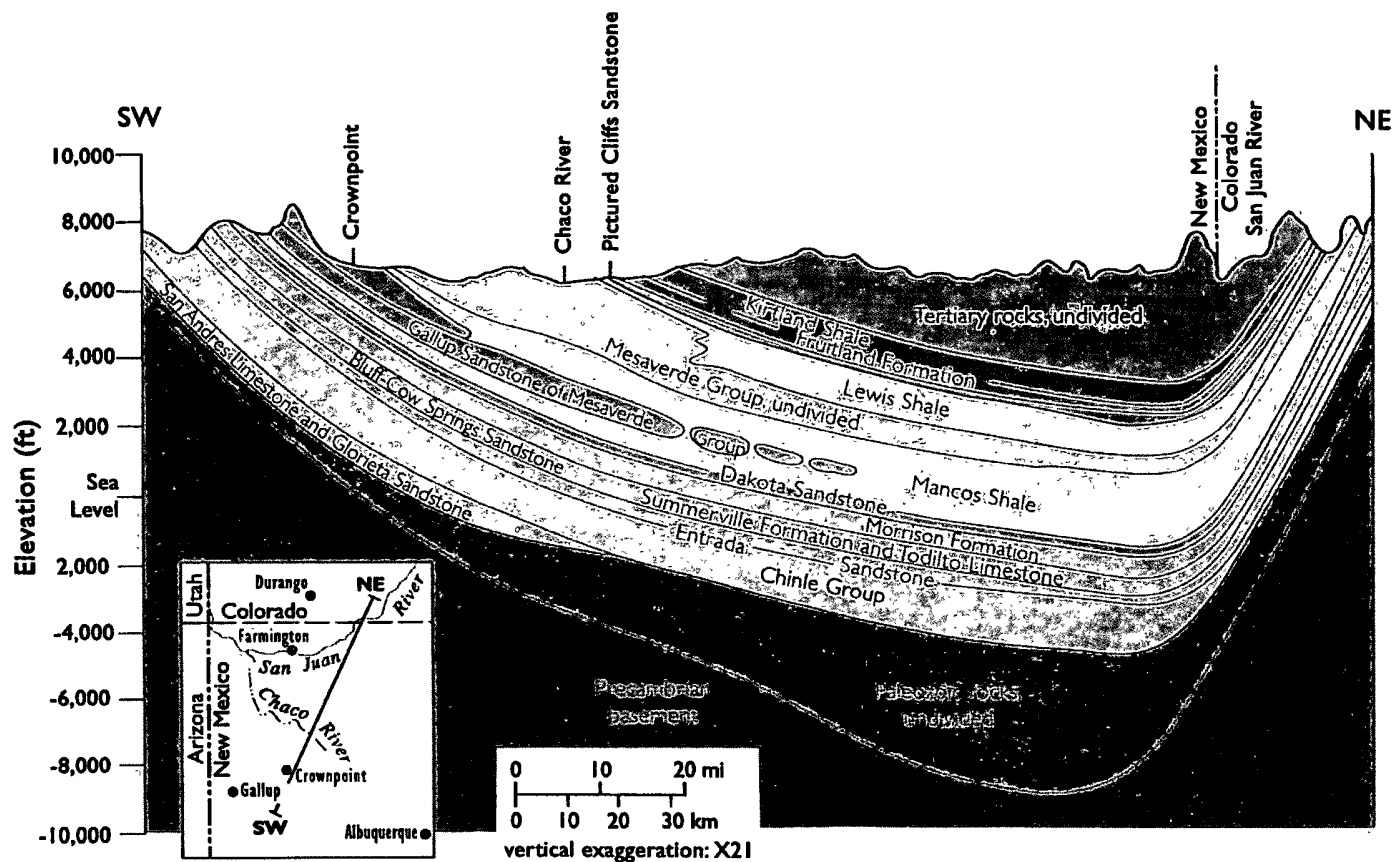 SW
NE
Crownpoint
Chaco River
Pictured Cliffs Sandstone
New Mexico
Colorado
San Juan River
10,000
8,000
6,000
4,000
2,000
Sea
Level
2,000
-4,000
-6,000
-8,000
-10,000
Elevation (ft)
Kirtland Shale
Fruitland Formation
Tertiary rocks, undivided
Lewis Shale
Mesaverde Group, undivided
Gallup Sandstone of Mesaverde
Group
Mancos Shale
Dakota Sandstone
Morrison Formation
Bluff-Cow Springs Sandstone
Summerville Formation and Todilto Limestone
Entrada
Sandstone
Chinle Group
San Andres Limestone and Glorieta Sandstone
Precambrian
basement
Paleozoic rocks
undivided
Utah
Durango
NE
Colorado
River
Farmington
San Juan
Arizona
New Mexico
Chaco
River
Crownpoint
Gallup
SW
Albuquerque
0 10 20 mi
0 10 20 30 km
vertical exaggeration: X21